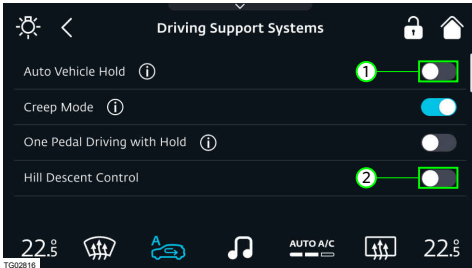 Driving Support Systems
Auto Vehicle Hold i
1
Creep Mode i
One Pedal Driving with Hold i
Hill Descent Control
2
22.5 A AUTO A/C 22.5
TG02816